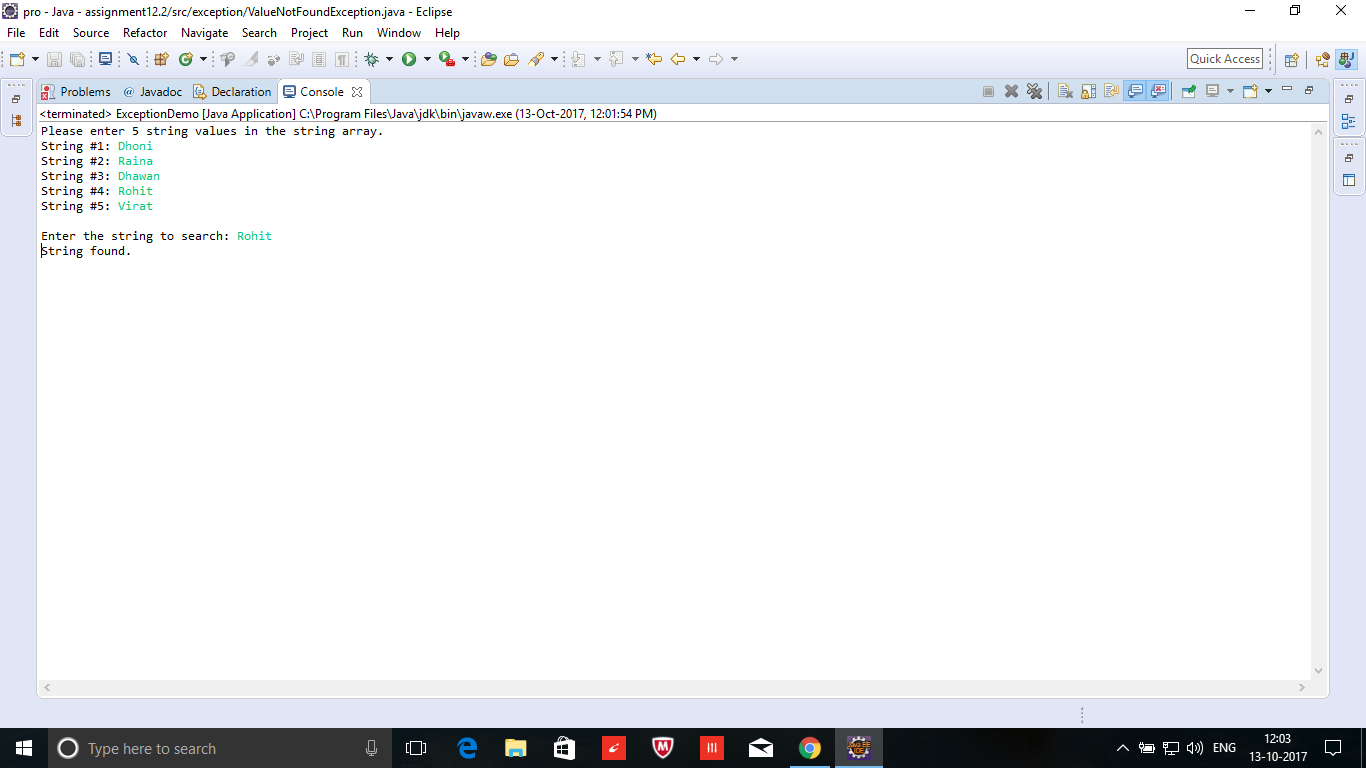 pro - Java - assignment12.2/src/exception/ValueNotFoundException.java - Eclipse
File Edit Source Refactor Navigate Search Project Run Window Help
Quick Access
Problems @ Javadoc Declaration Console
<terminated> ExceptionDemo [Java Application] C:\Program Files\Java\jdk\bin\javaw.exe (13-Oct-2017, 12:01:54 PM)
Please enter 5 string values in the string array.
String #1: Dhoni
String #2: Raina
String #3: Dhawan
String #4: Rohit
String #5: Virat
Enter the string to search: Rohit
String found.
Type here to search
ENG
12:03
13-10-2017